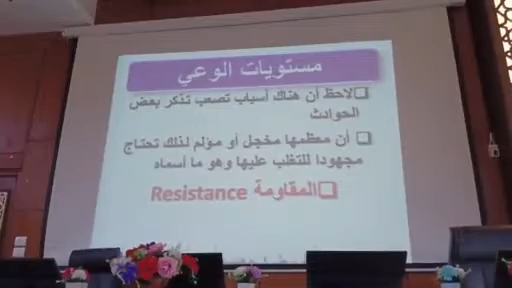 مستويات الوعي
لاحظ أن هناك أسباب تصعب تذكر بعض
الحوادث
أن معظمها مخجل أو مؤلم لذلك تحتاج
مجهودا للتغلب عليها وهو ما أسماه
المقاومة Resistance